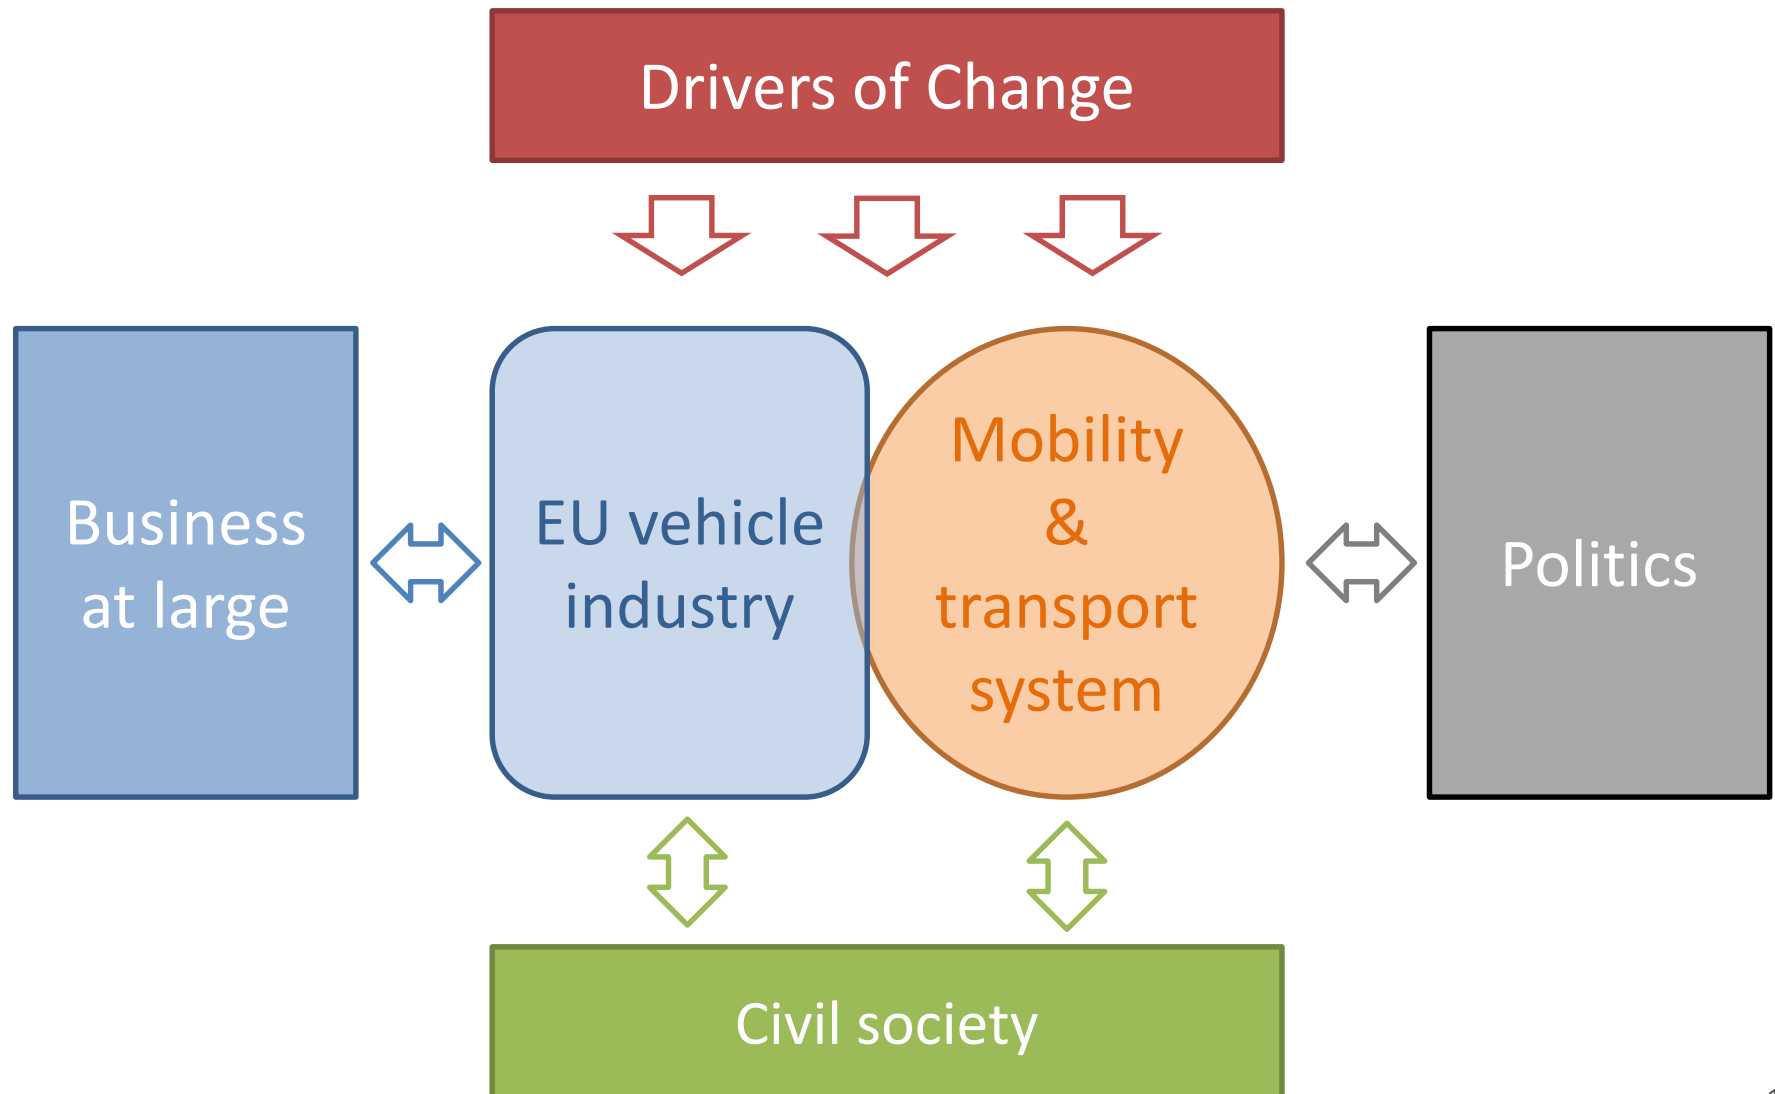 Drivers of Change
Business
at large
EU vehicle
industry
Mobility
&
transport
system
Politics
Civil society